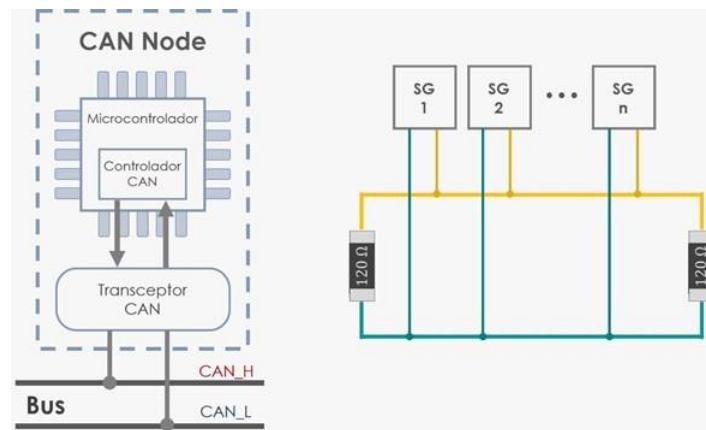 CAN Node
Microcontrolador
Controlador
CAN
Transceptor
CAN
CAN_H
Bus
CAN_L
SG
1
SG
2
•••
SG
n
120 Ω
120 Ω